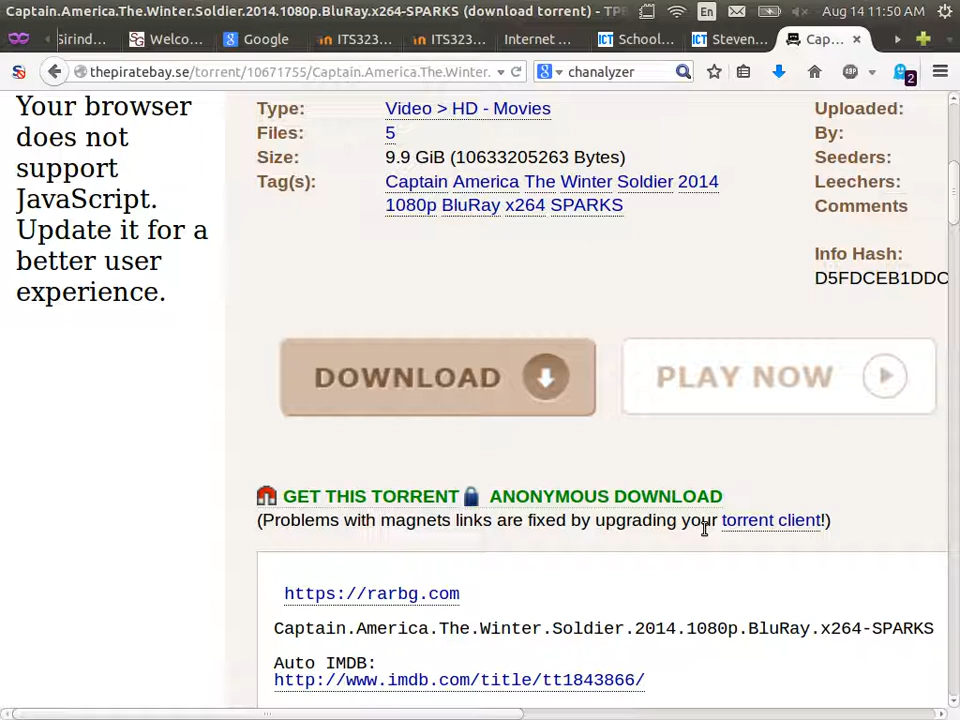 Captain.America.The.Winter.Soldier.2014.1080p.BluRay.x264-SPARKS (download torrent) - TP
En
Aug 14 11:50 AM
Sirind...
Welco...
Google
ITS323...
ITS323...
Internet ...
ICT School...
ICT Steven...
Cap...
thepiratebay.se/torrent/10671755/Captain.America.The.Winter.
chanalyzer
ABP
2
Your browser does not support JavaScript. Update it for a better user experience.
Type: Video > HD - Movies
Files: 5
Size: 9.9 GiB (10633205263 Bytes)
Tag(s): Captain America The Winter Soldier 2014
1080p BluRay x264 SPARKS
Uploaded:
By:
Seeders:
Leechers:
Comments
Info Hash:
D5FDCEB1DDC
DOWNLOAD
PLAY NOW
GET THIS TORRENT ANONYMOUS DOWNLOAD
(Problems with magnets links are fixed by upgrading your torrent client!)
https://rarbg.com
Captain.America.The.Winter.Soldier.2014.1080p.BluRay.x264-SPARKS
Auto IMDB:
http://www.imdb.com/title/tt1843866/